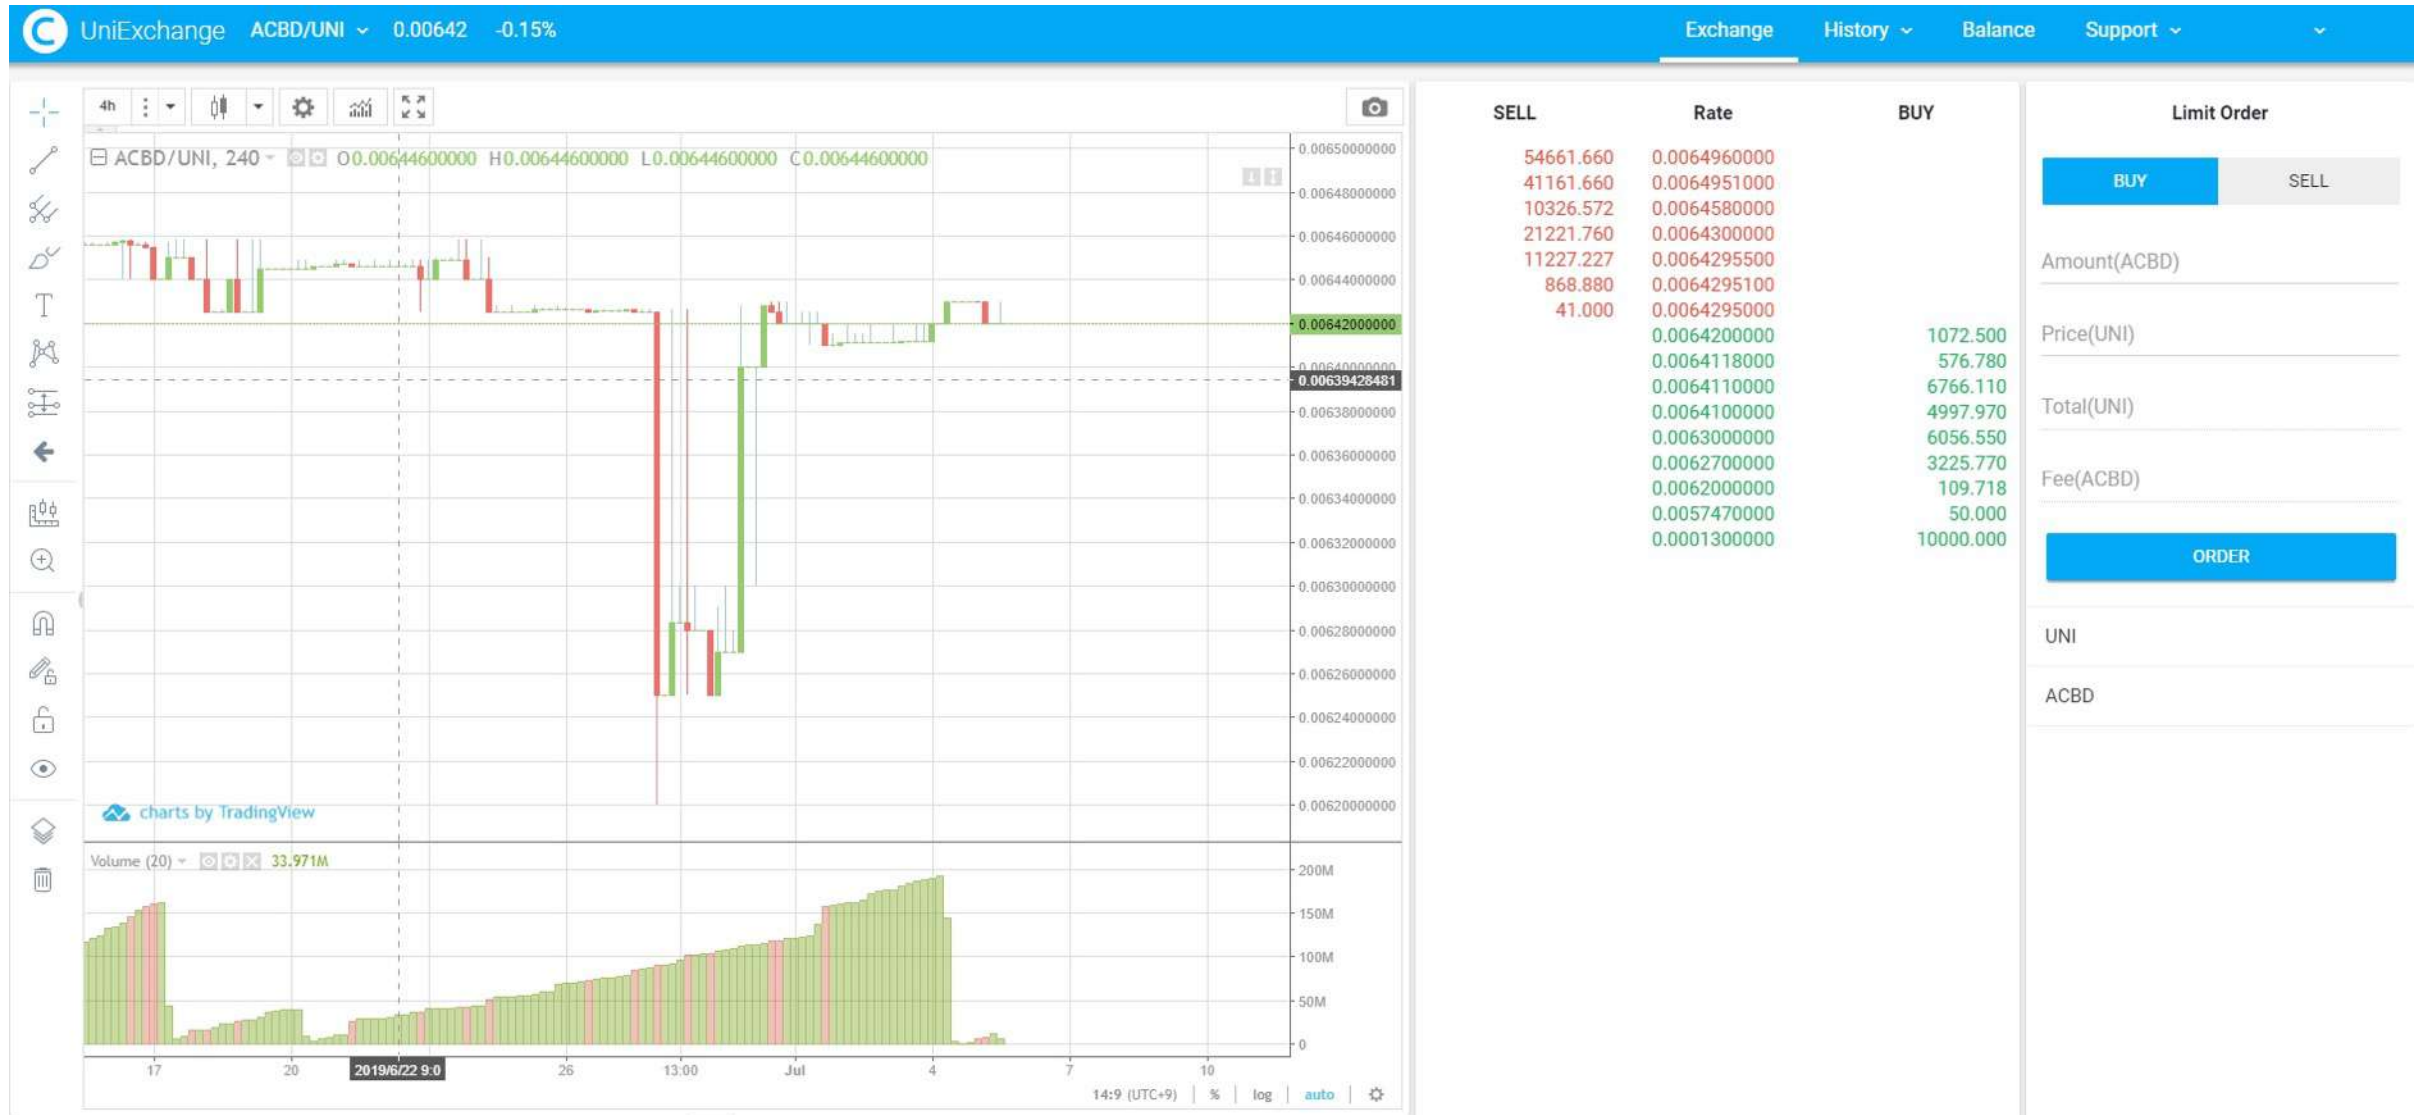 UniExchange ACBD/UNI 0.00642 -0.15% Exchange History Balance Support
4h
ACBD/UNI, 240 O0.00644600000 H0.00644600000 L0.00644600000 C0.00644600000
0.00650000000
0.00648000000
0.00646000000
0.00644000000
0.00642000000
0.00640000000
0.00639428481
0.00638000000
0.00636000000
0.00634000000
0.00632000000
0.00630000000
0.00628000000
0.00626000000
0.00624000000
0.00622000000
0.00620000000
charts by TradingView
Volume (20) 33.971M
200M
150M
100M
50M
0
17 20 2019/6/22 9:0 26 13:00 Jul 4 7 10
14:9 (UTC+9) % log auto
SELL Rate BUY
54661.660 0.0064960000
41161.660 0.0064951000
10326.572 0.0064580000
21221.760 0.0064300000
11227.227 0.0064295500
868.880 0.0064295100
41.000 0.0064295000
0.0064200000 1072.500
0.0064118000 576.780
0.0064110000 6766.110
0.0064100000 4997.970
0.0063000000 6056.550
0.0062700000 3225.770
0.0062000000 109.718
0.0057470000 50.000
0.0001300000 10000.000
Limit Order
BUY SELL
Amount(ACBD)
Price(UNI)
Total(UNI)
Fee(ACBD)
ORDER
UNI
ACBD